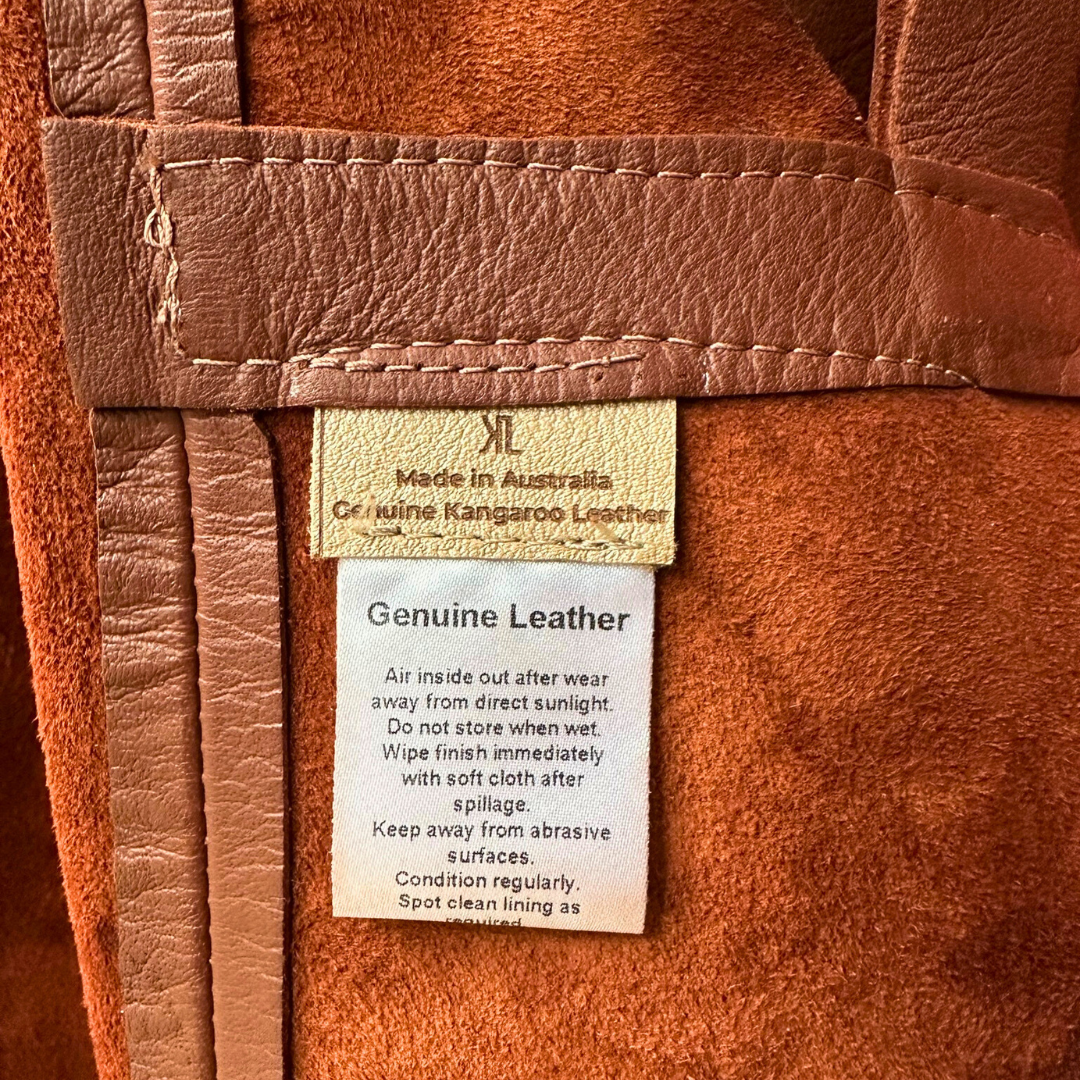 Made in Australia
Genuine Kangaroo Leather
Genuine Leather
Air inside out after wear
away from direct sunlight.
Do not store when wet.
Wipe finish immediately
with soft cloth after
spillage.
Keep away from abrasive
surfaces.
Condition regularly.
Spot clean lining as
required